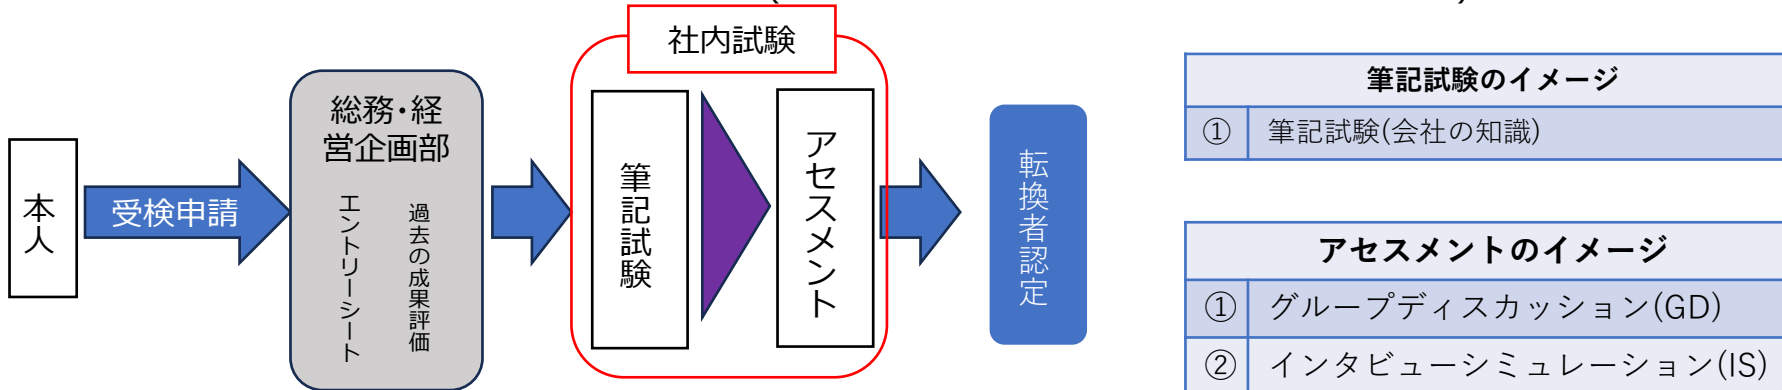 社内試験
本人
受検申請
総務・経
営企画部
エントリーシート
過去の成果評価
筆記試験
アセスメント
転換者認定
筆記試験のイメージ
① 筆記試験(会社の知識)
アセスメントのイメージ
① グループディスカッション(GD)
② インタビューシミュレーション(IS)